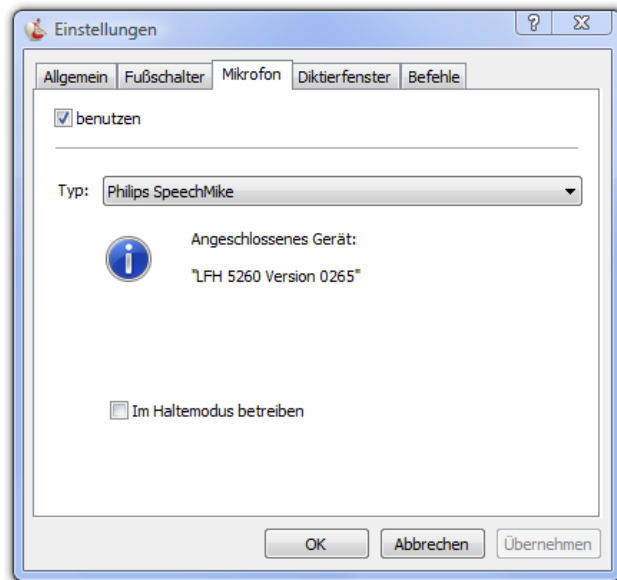 Einstellungen
Allgemein Fußschalter Mikrofon Diktierfenster Befehle
benutzen
Typ: Philips SpeechMike
Angeschlossenes Gerät:
"LFH 5260 Version 0265"
Im Haltemodus betreiben
OK Abbrechen Übernehmen